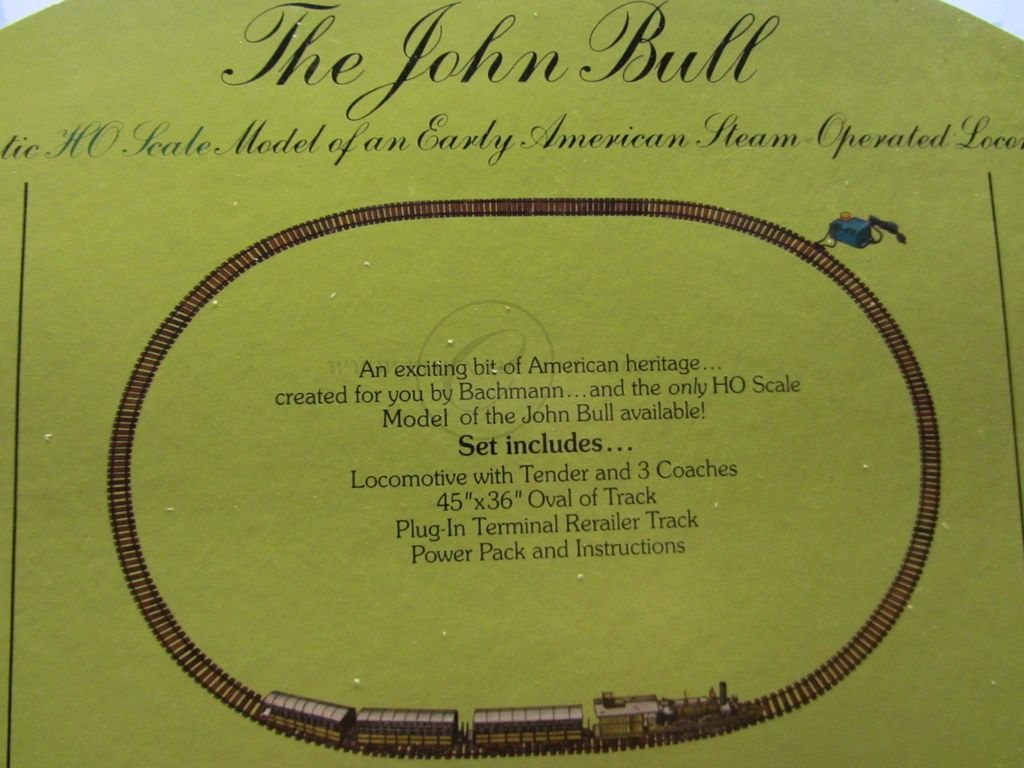 The John Bull
tic HO Scale Model of an Early American Steam-Operated Loco
An exciting bit of American heritage...
created for you by Bachmann...and the only HO Scale
Model of the John Bull available!
Set includes...
Locomotive with Tender and 3 Coaches
45"x36" Oval of Track
Plug-In Terminal Rerailer Track
Power Pack and Instructions